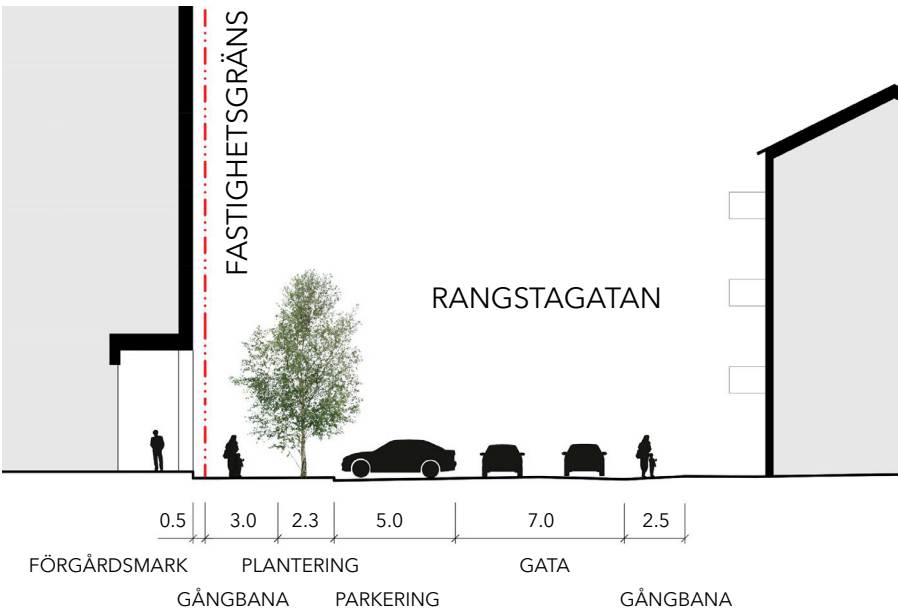 FASTIGHETSGRÄNS
RANGSTAGATAN
0.5 3.0 2.3 5.0 7.0 2.5
FÖRGÅRDSMARK PLANTERING GATA
GÅNGBANA PARKERING GÅNGBANA